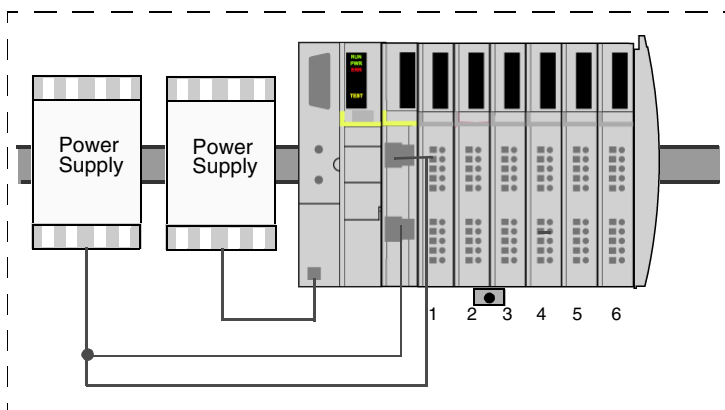 RUN
PWR
ERR
TEST
Power
Supply
Power
Supply
1 2 3 4 5 6